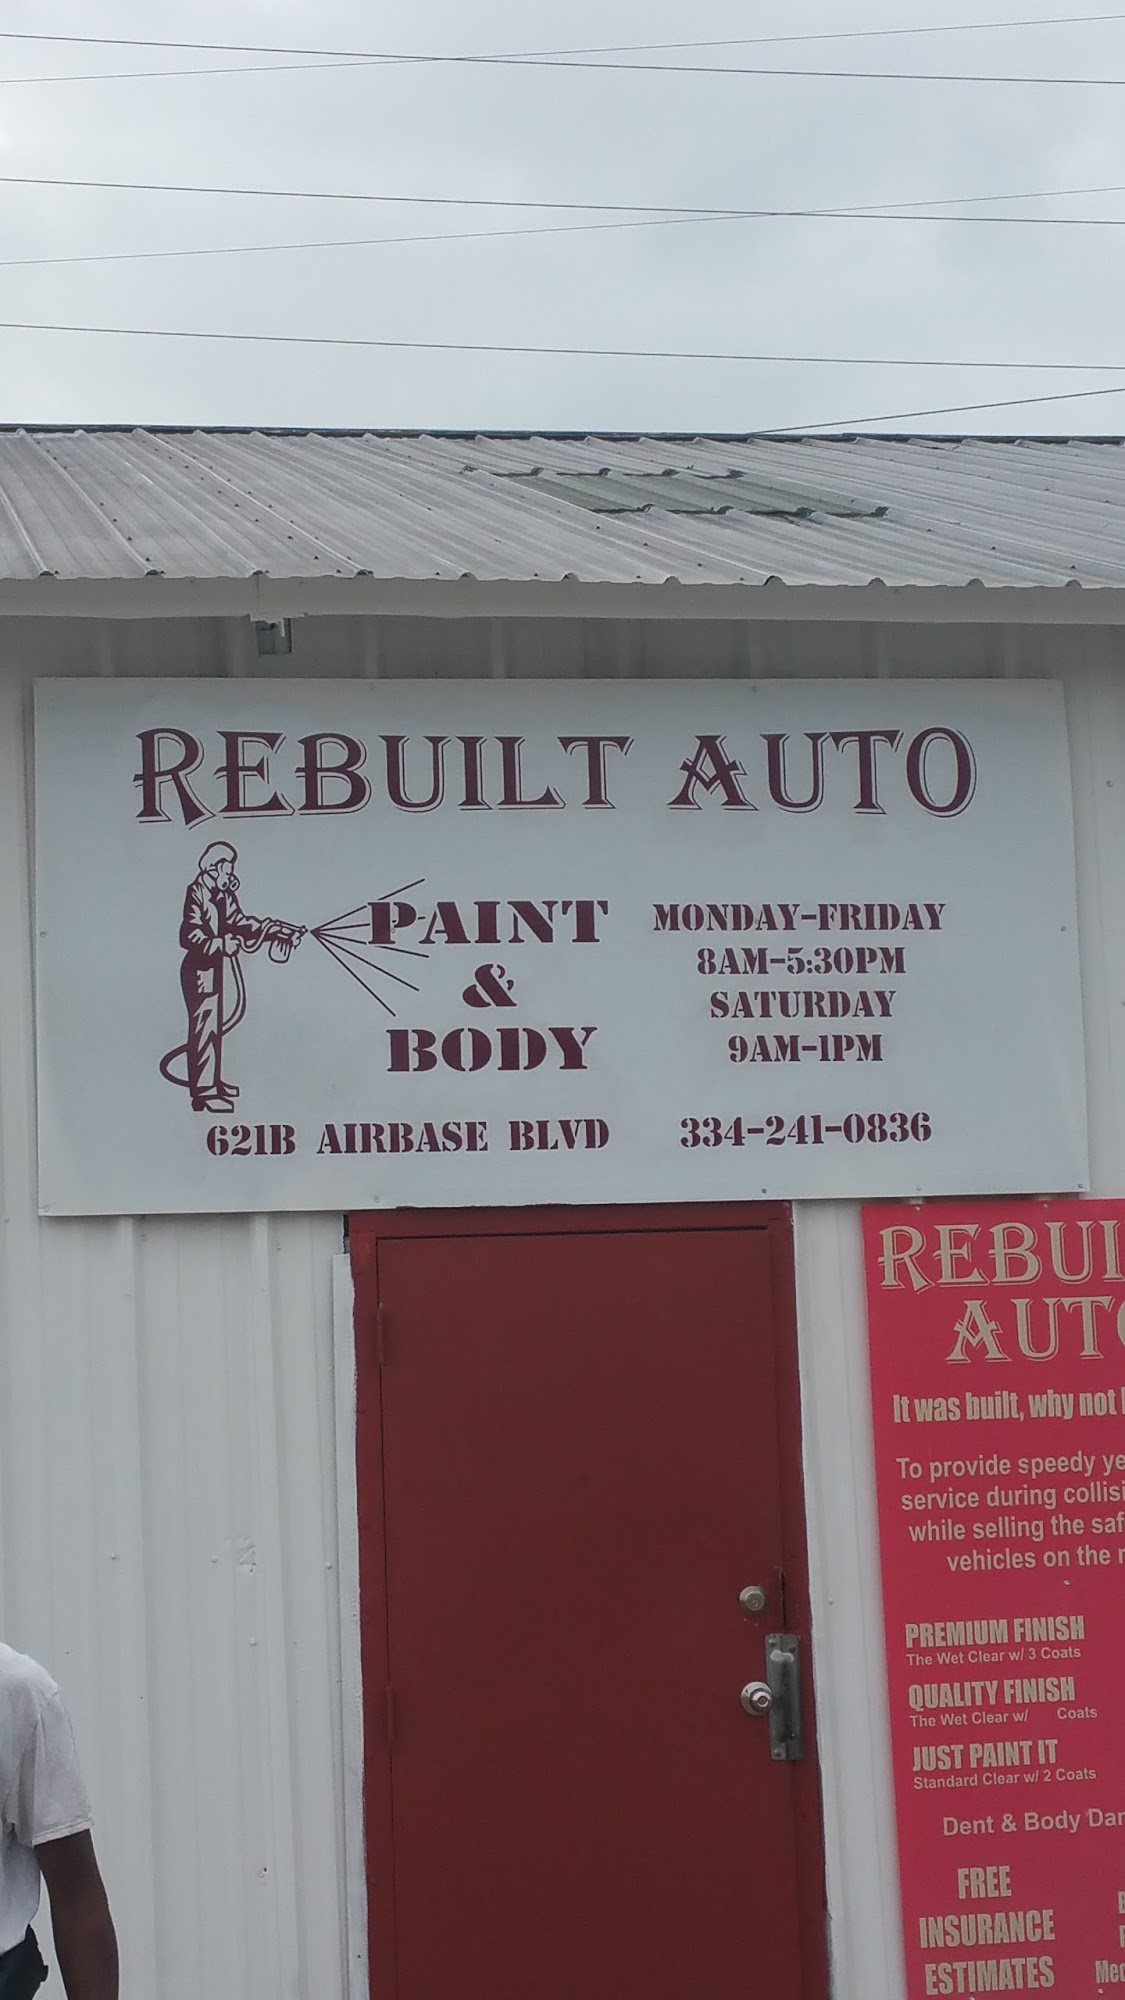 REBUILT AUTO
PAINT
&
BODY
MONDAY-FRIDAY
8AM-5:30PM
SATURDAY
9AM-1PM
621B AIRBASE BLVD 334-241-0836
REBUI
AUTO
It was built, why not
To provide speedy ye
service during collisi
while selling the saf
vehicles on the r
PREMIUM FINISH
The Wet Clear w/ 3 Coats
QUALITY FINISH
The Wet Clear w/ Coats
JUST PAINT IT
Standard Clear w/ 2 Coats
Dent & Body Dar
FREE
INSURANCE
ESTIMATES